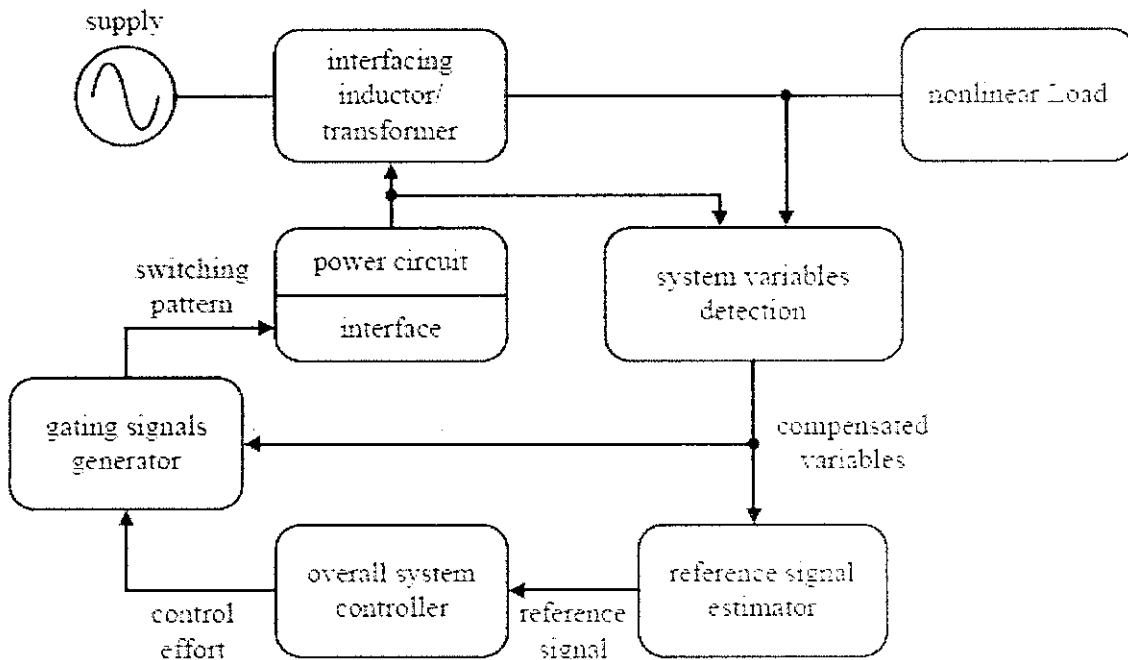 supply
interfacing
inductor/
transformer
nonlinear Load
power circuit
interface
switching
pattern
system variables
detection
gating signals
generator
compensated
variables
overall system
controller
reference signal
estimator
control
effort
reference
signal